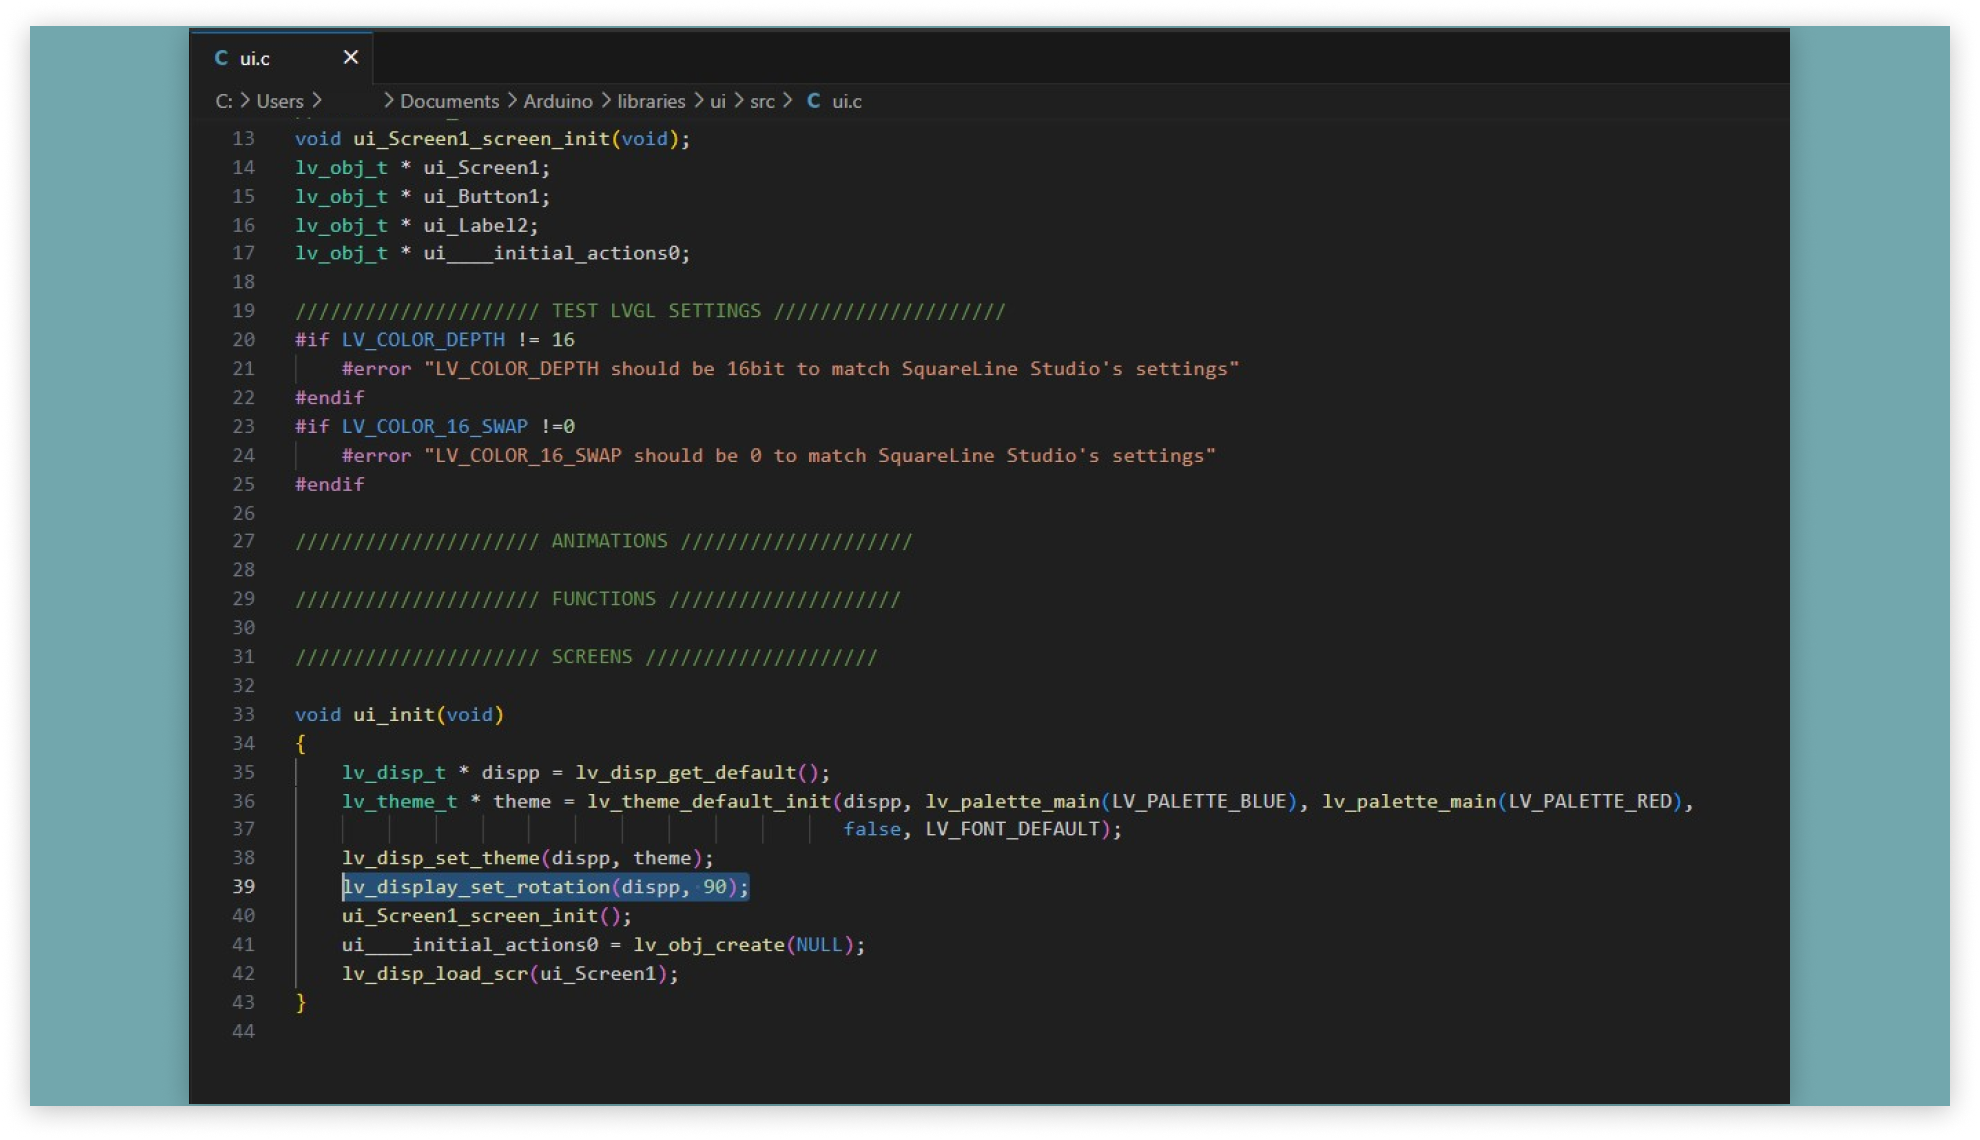 C ui.c ×
C: > Users > > Documents > Arduino > libraries > ui > src > C ui.c
13 void ui_Screen1_screen_init(void);
14 lv_obj_t * ui_Screen1;
15 lv_obj_t * ui_Button1;
16 lv_obj_t * ui_Label2;
17 lv_obj_t * ui____initial_actions0;
18
19 ///////////////////// TEST LVGL SETTINGS ////////////////////
20 #if LV_COLOR_DEPTH != 16
21     #error "LV_COLOR_DEPTH should be 16bit to match SquareLine Studio's settings"
22 #endif
23 #if LV_COLOR_16_SWAP !=0
24     #error "LV_COLOR_16_SWAP should be 0 to match SquareLine Studio's settings"
25 #endif
26
27 ///////////////////// ANIMATIONS ////////////////////
28
29 ///////////////////// FUNCTIONS ////////////////////
30
31 ///////////////////// SCREENS ////////////////////
32
33 void ui_init(void)
34 {
35     lv_disp_t * dispp = lv_disp_get_default();
36     lv_theme_t * theme = lv_theme_default_init(dispp, lv_palette_main(LV_PALETTE_BLUE), lv_palette_main(LV_PALETTE_RED),
37                                                false, LV_FONT_DEFAULT);
38     lv_disp_set_theme(dispp, theme);
39     lv_display_set_rotation(dispp, 90);
40     ui_Screen1_screen_init();
41     ui____initial_actions0 = lv_obj_create(NULL);
42     lv_disp_load_scr(ui_Screen1);
43 }
44